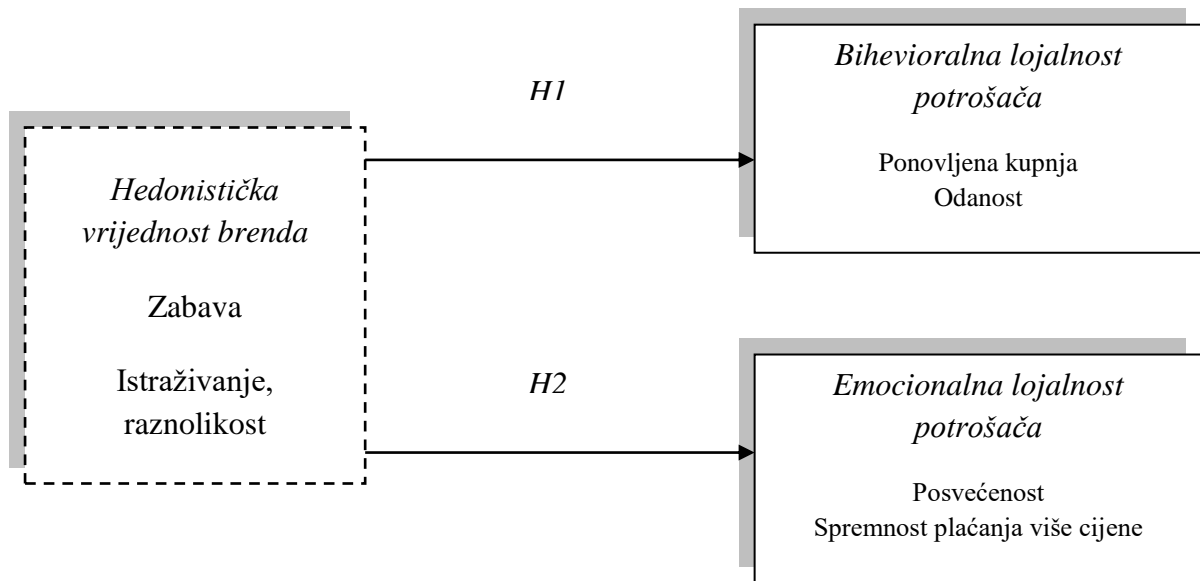 Hedonistička
vrijednost brenda
Zabava
Istraživanje,
raznolikost
H1
H2
Bihevioralna lojalnost
potrošača
Ponovljena kupnja
Odanost
Emocionalna lojalnost
potrošača
Posvećenost
Spremnost plaćanja više cijene